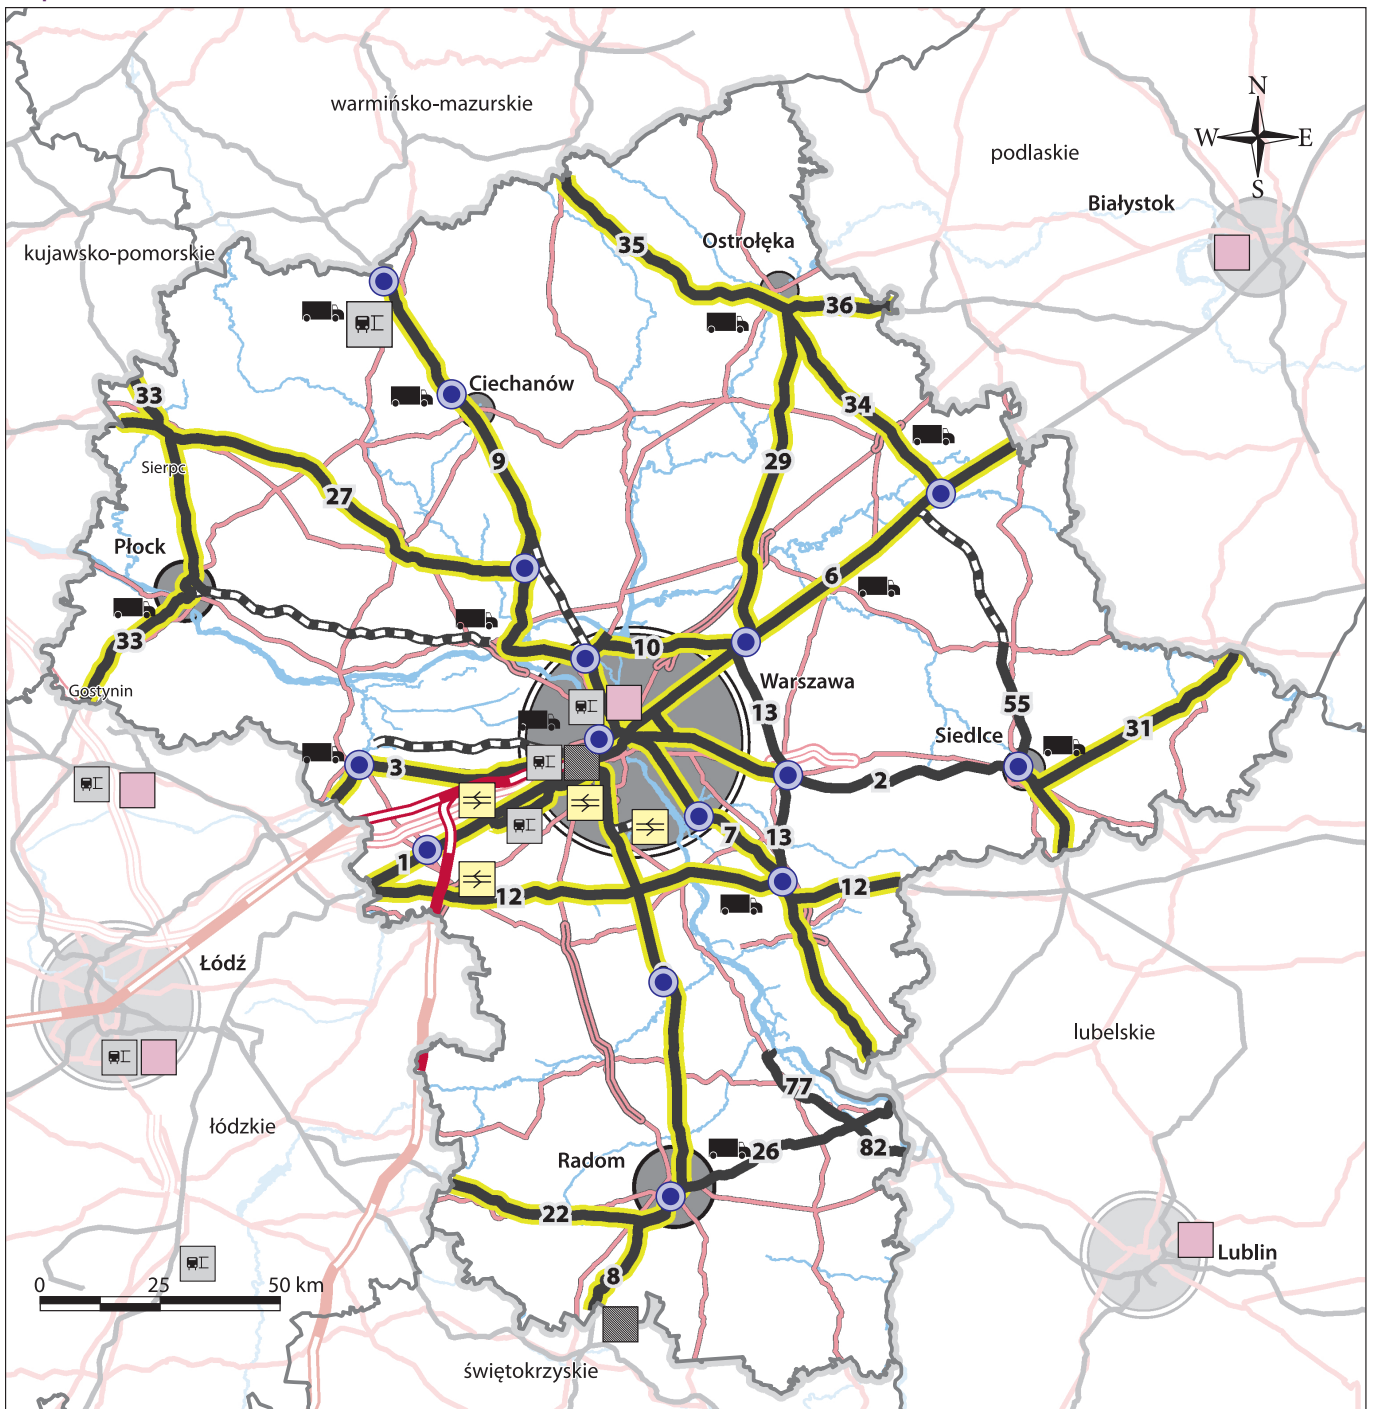 warmińsko-mazurskie
N
W
E
S
podlaskie
Białystok
kujawsko-pomorskie
35
Ostrołęka
36
33
Ciechanów
34
9
29
Sierpc
27
Płock
6
33
10
Gostynin
Warszawa
55
13
31
Siedlce
3
2
7
13
1
12
12
Łódź
lubelskie
77
łódzkie
82
26
Radom
22
Lublin
8
0
25
50 km
świętokrzyskie